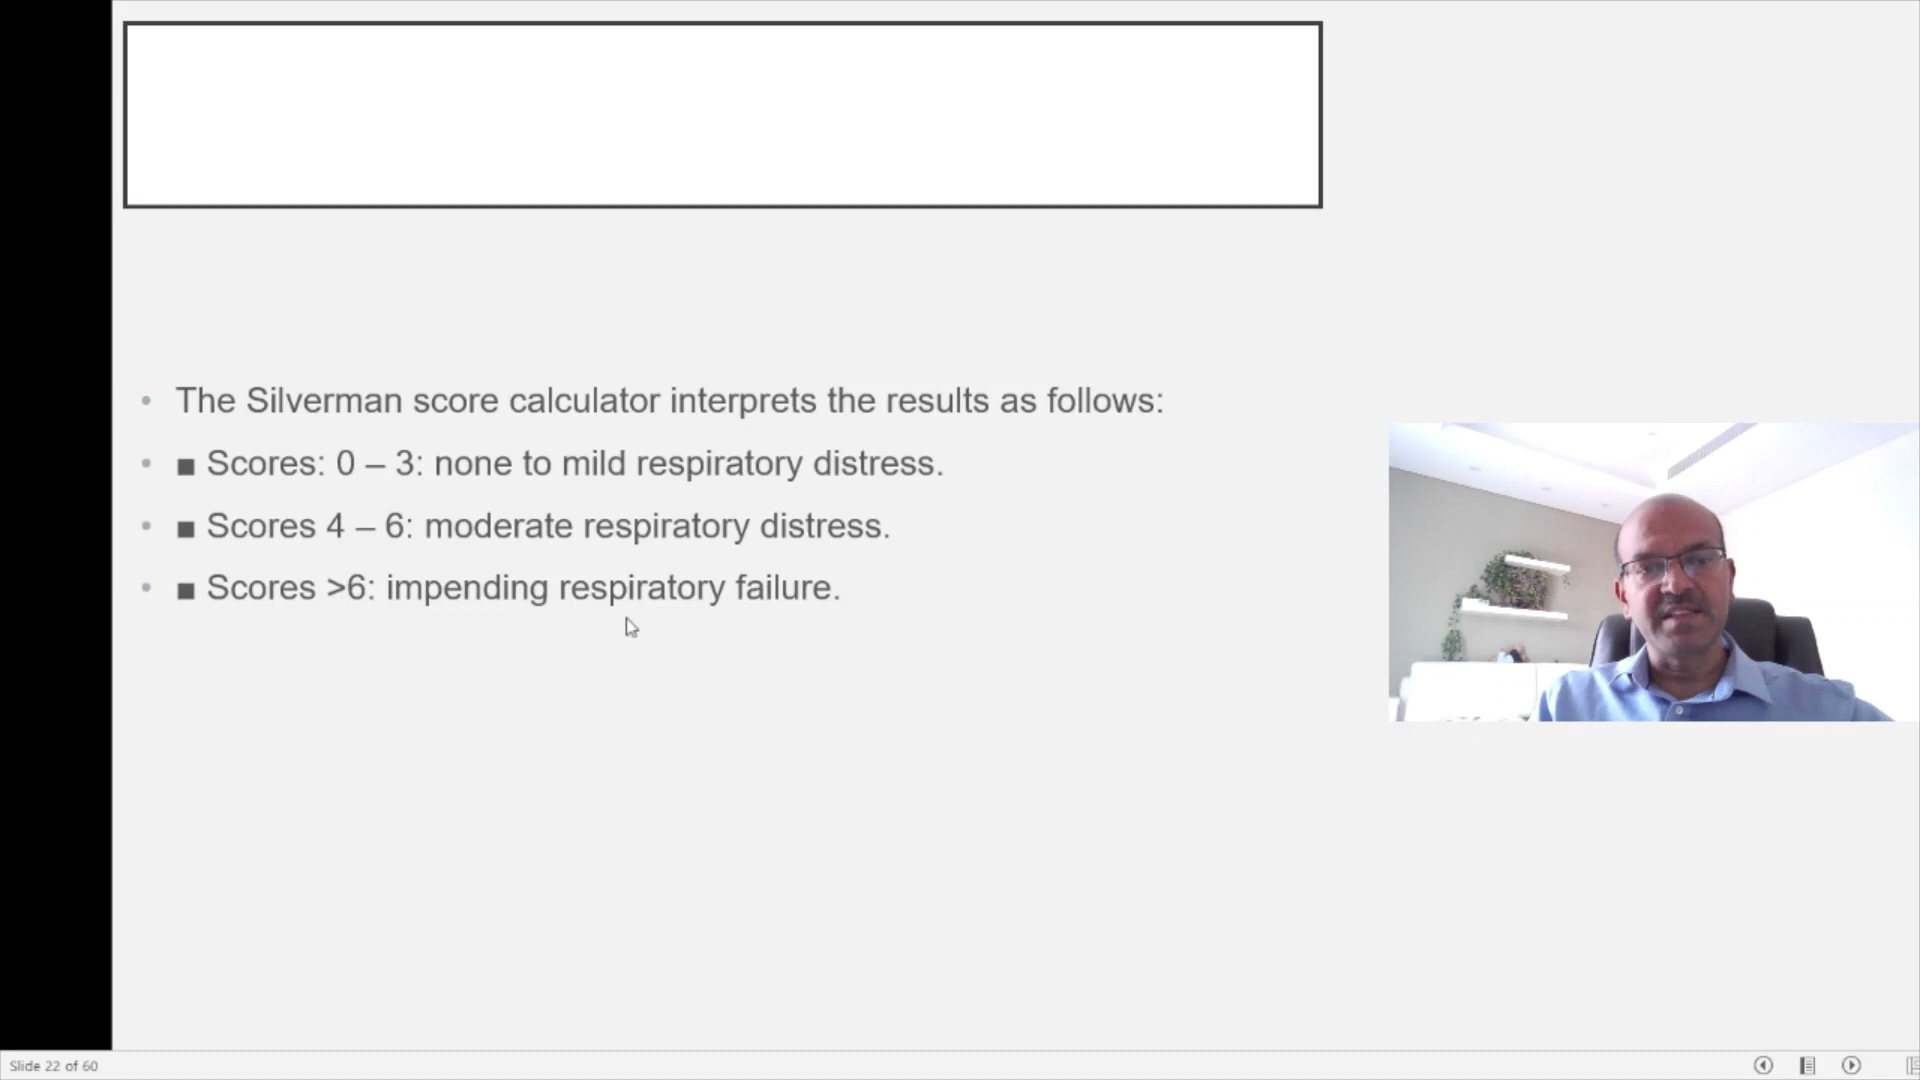 • The Silverman score calculator interprets the results as follows:
• ■ Scores: 0 – 3: none to mild respiratory distress.
• ■ Scores 4 – 6: moderate respiratory distress.
• ■ Scores >6: impending respiratory failure.
Slide 22 of 60